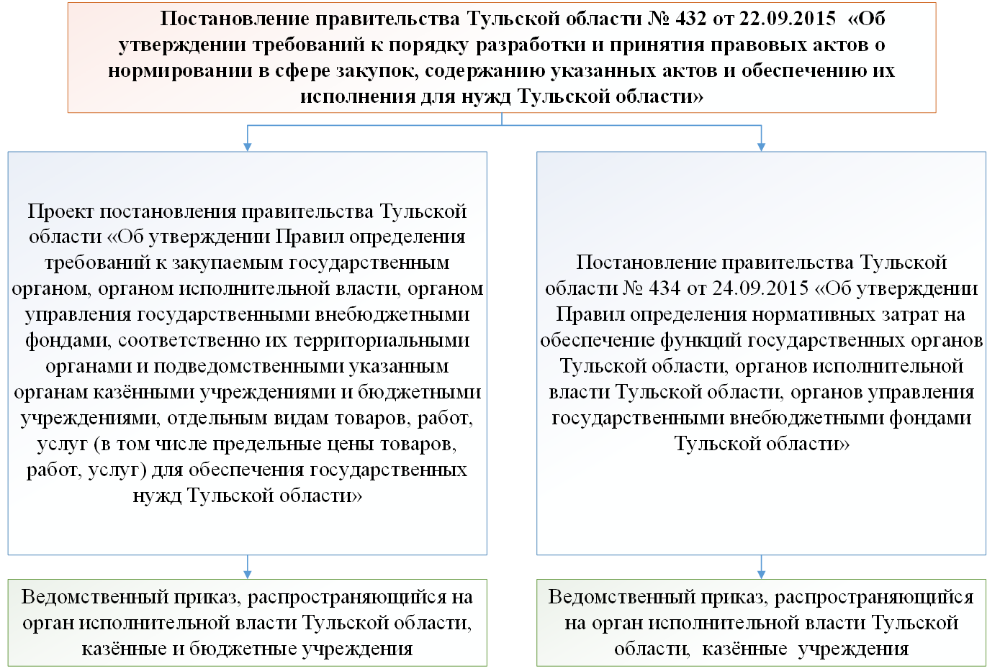 Постановление правительства Тульской области № 432 от 22.09.2015 «Об
утверждении требований к порядку разработки и принятия правовых актов о
нормировании в сфере закупок, содержанию указанных актов и обеспечению их
исполнения для нужд Тульской области»
Проект постановления правительства Тульской
области «Об утверждении Правил определения
требований к закупаемым государственным
органом, органом исполнительной власти, органом
управления государственными внебюджетными
фондами, соответственно их территориальными
органами и подведомственными указанным
органам казёнными учреждениями и бюджетными
учреждениями, отдельным видам товаров, работ,
услуг (в том числе предельные цены товаров,
работ, услуг) для обеспечения государственных
нужд Тульской области»
Постановление правительства Тульской
области № 434 от 24.09.2015 «Об утверждении
Правил определения нормативных затрат на
обеспечение функций государственных органов
Тульской области, органов исполнительной
власти Тульской области, органов управления
государственными внебюджетными фондами
Тульской области»
Ведомственный приказ, распространяющийся на
орган исполнительной власти Тульской области,
казённые и бюджетные учреждения
Ведомственный приказ, распространяющийся
на орган исполнительной власти Тульской
области, казённые учреждения